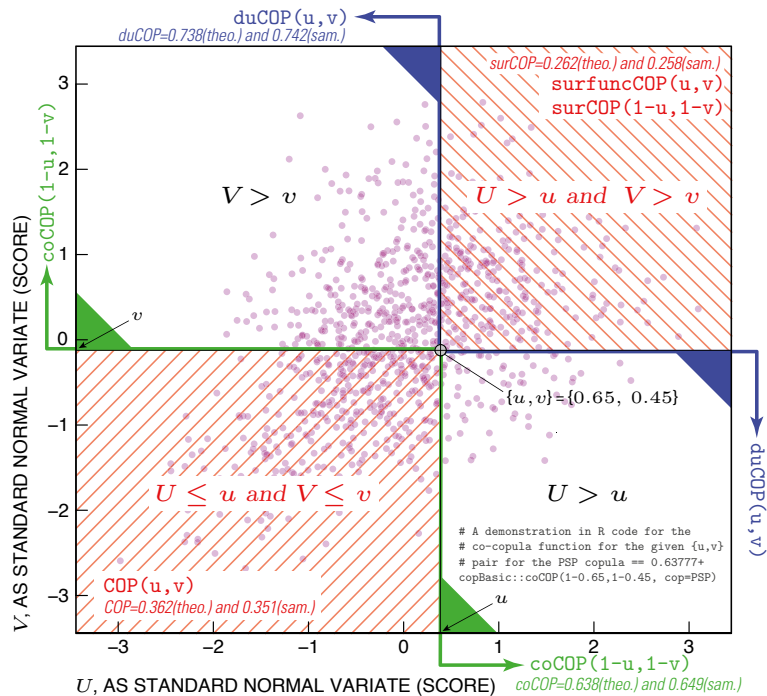 duCOP(u,v)
duCOP=0.738(theo.) and 0.742(sam.)
surCOP=0.262(theo.) and 0.258(sam.)
surfuncCOP(u,v)
surCOP(1-u,1-v)
V > v
U > u and V > v
coCOP(1-u,1-v)
v
{u,v}={0.65, 0.45}
U ≤ u and V ≤ v
U > u
duCOP(u,v)
# A demonstration in R code for the
# co-copula function for the given {u,v}
# pair for the PSP copula == 0.63777+
copBasic::coCOP(1-0.65,1-0.45, cop=PSP)
COP(u,v)
COP=0.362(theo.) and 0.351(sam.)
u
3
2
1
0
−1
−2
−3
V, AS STANDARD NORMAL VARIATE (SCORE)
−3 −2 −1 0 1 2 3
coCOP(1-u,1-v)
coCOP=0.638(theo.) and 0.649(sam.)
U, AS STANDARD NORMAL VARIATE (SCORE)